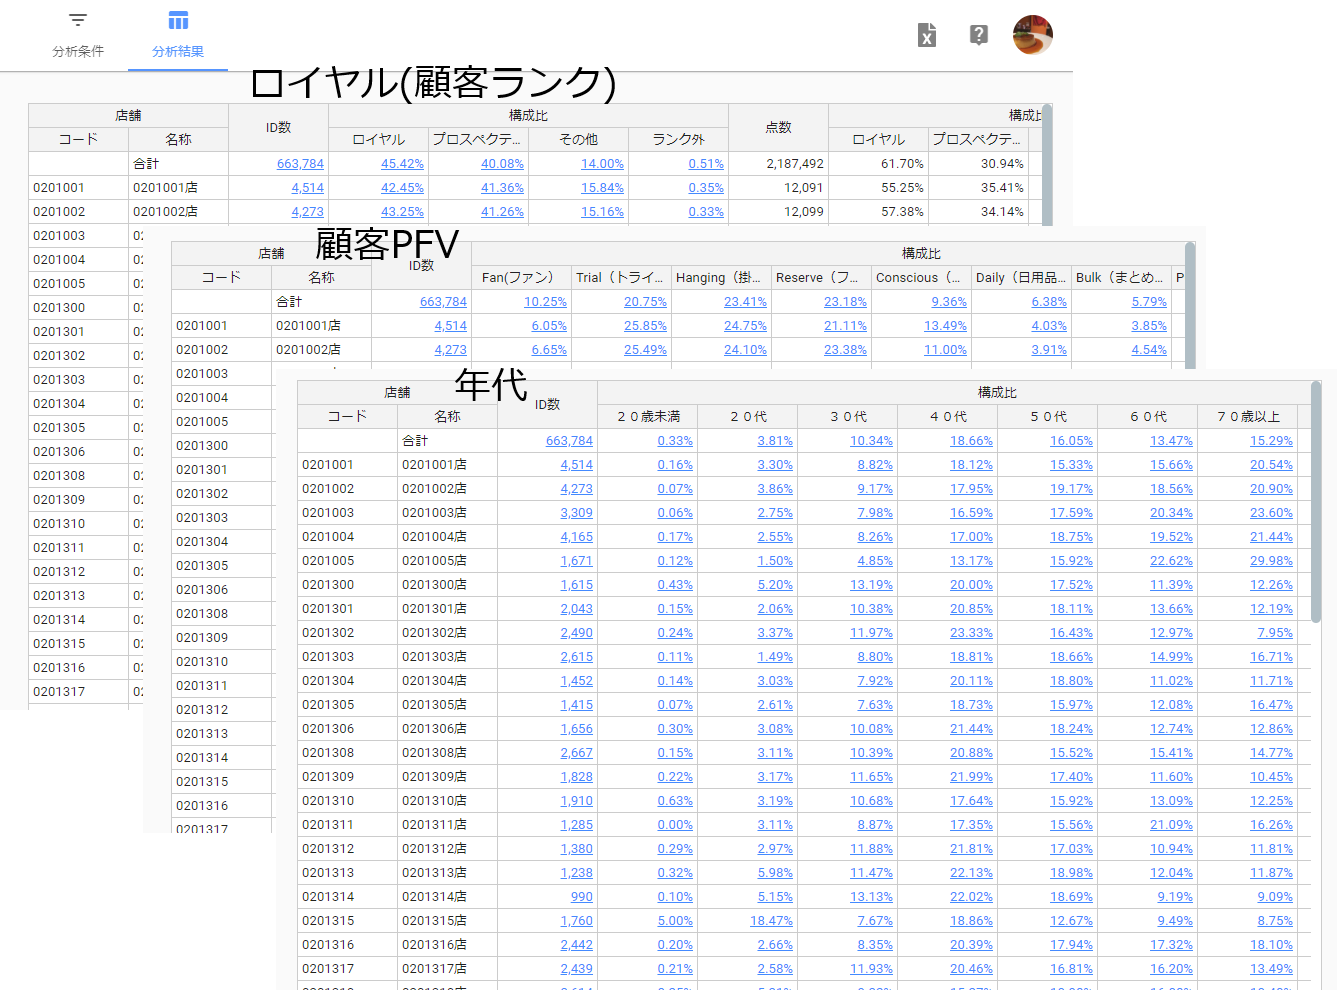 分析条件 分析結果
ロイヤル(顧客ランク)
店舗 ID数 構成比 点数 構成比
コード 名称 ロイヤル プロスペクテ... その他 ランク外 ロイヤル プロスペクテ...
合計 663,784 45.42% 40.08% 14.00% 0.51% 2,187,492 61.70% 30.94%
0201001 0201001店 4,514 42.45% 41.36% 15.84% 0.35% 12,091 55.25% 35.41%
0201002 0201002店 4,273 43.25% 41.26% 15.16% 0.33% 12,099 57.38% 34.14%
0201003
0201004
0201005
0201300
0201301
0201302
0201303
0201304
0201305
0201306
0201308
0201309
0201310
0201311
0201312
0201313
0201314
0201315
0201316
0201317
顧客PFV
店舗 ID数 構成比
コード 名称 Fan(ファン） Trial（トライ... Hanging（掛... Reserve（フ... Conscious（... Daily（日用品... Bulk（まとめ...
合計 663,784 10.25% 20.75% 23.41% 23.18% 9.36% 6.38% 5.79%
0201001 0201001店 4,514 6.05% 25.85% 24.75% 21.11% 13.49% 4.03% 3.85%
0201002 0201002店 4,273 6.65% 25.49% 24.10% 23.38% 11.00% 3.91% 4.54%
0201003
0201004
0201005
0201300
0201301
0201302
0201303
0201304
0201305
0201306
0201308
0201309
0201310
0201311
0201312
0201313
0201314
0201315
0201316
0201317
年代
店舗 ID数 構成比
コード 名称 ２０歳未満 ２０代 ３０代 ４０代 ５０代 ６０代 ７０歳以上
合計 663,784 0.33% 3.81% 10.34% 18.66% 16.05% 13.47% 15.29%
0201001 0201001店 4,514 0.16% 3.30% 8.82% 18.12% 15.33% 15.66% 20.54%
0201002 0201002店 4,273 0.07% 3.86% 9.17% 17.95% 19.17% 18.56% 20.90%
0201003 0201003店 3,309 0.06% 2.75% 7.98% 16.59% 17.59% 20.34% 23.60%
0201004 0201004店 4,165 0.17% 2.55% 8.26% 17.00% 18.75% 19.52% 21.44%
0201005 0201005店 1,671 0.12% 1.50% 4.85% 13.17% 15.92% 22.62% 29.98%
0201300 0201300店 1,615 0.43% 5.20% 13.19% 20.00% 17.52% 11.39% 12.26%
0201301 0201301店 2,043 0.15% 2.06% 10.38% 20.85% 18.11% 13.66% 12.19%
0201302 0201302店 2,490 0.24% 3.37% 11.97% 23.33% 16.43% 12.97% 7.95%
0201303 0201303店 2,615 0.11% 1.49% 8.80% 18.81% 18.66% 14.99% 16.71%
0201304 0201304店 1,452 0.14% 3.03% 7.92% 20.11% 18.80% 11.02% 11.71%
0201305 0201305店 1,415 0.07% 2.61% 7.63% 18.73% 15.97% 12.08% 16.47%
0201306 0201306店 1,656 0.30% 3.08% 10.08% 21.44% 18.24% 12.74% 12.86%
0201308 0201308店 2,667 0.15% 3.11% 10.39% 20.88% 15.52% 15.41% 14.77%
0201309 0201309店 1,828 0.22% 3.17% 11.65% 21.99% 17.40% 11.60% 10.45%
0201310 0201310店 1,910 0.63% 3.19% 10.68% 17.64% 15.92% 13.09% 12.25%
0201311 0201311店 1,285 0.00% 3.11% 8.87% 17.35% 15.56% 21.09% 16.26%
0201312 0201312店 1,380 0.29% 2.97% 11.88% 21.81% 17.03% 10.94% 11.81%
0201313 0201313店 1,238 0.32% 5.98% 11.47% 22.13% 18.98% 12.04% 11.87%
0201314 0201314店 990 0.10% 5.15% 13.13% 22.02% 18.69% 9.19% 9.09%
0201315 0201315店 1,760 5.00% 18.47% 7.67% 18.86% 12.67% 9.49% 8.75%
0201316 0201316店 2,442 0.20% 2.66% 8.35% 20.39% 17.94% 17.32% 18.10%
0201317 0201317店 2,439 0.21% 2.58% 11.93% 20.46% 16.81% 16.20% 13.49%